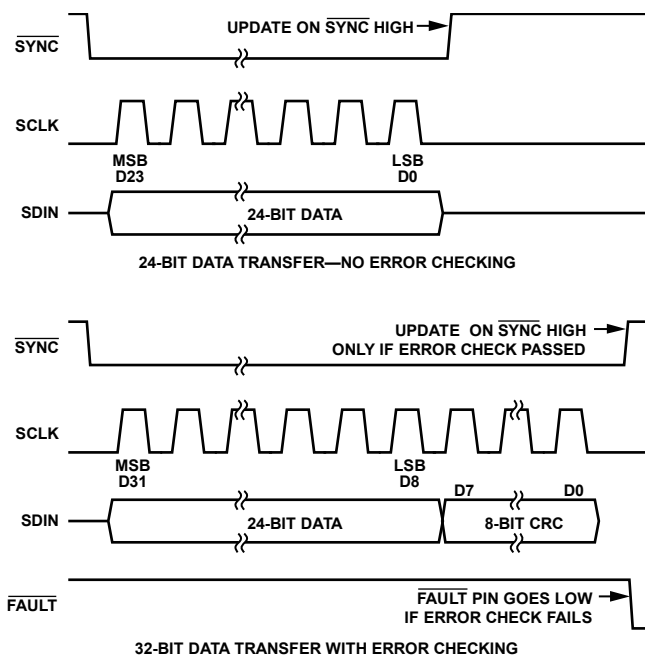 UPDATE ON SYNC HIGH
SYNC
SCLK
MSB
D23
LSB
D0
SDIN
24-BIT DATA
24-BIT DATA TRANSFER—NO ERROR CHECKING
UPDATE ON SYNC HIGH
ONLY IF ERROR CHECK PASSED
SYNC
SCLK
MSB
D31
LSB
D8
D7
D0
SDIN
24-BIT DATA
8-BIT CRC
FAULT PIN GOES LOW
IF ERROR CHECK FAILS
FAULT
32-BIT DATA TRANSFER WITH ERROR CHECKING